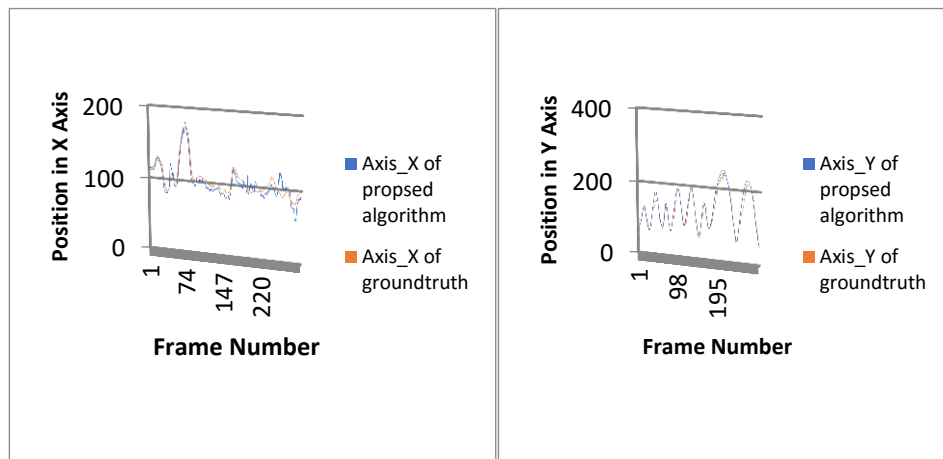 Position in X Axis
200
100
0
1
74
147
220
Frame Number
Axis_X of
propsed
algorithm
Axis_X of
groundtruth
Position in Y Axis
400
200
0
1
98
195
Frame Number
Axis_Y of
propsed
algorithm
Axis_Y of
groundtruth